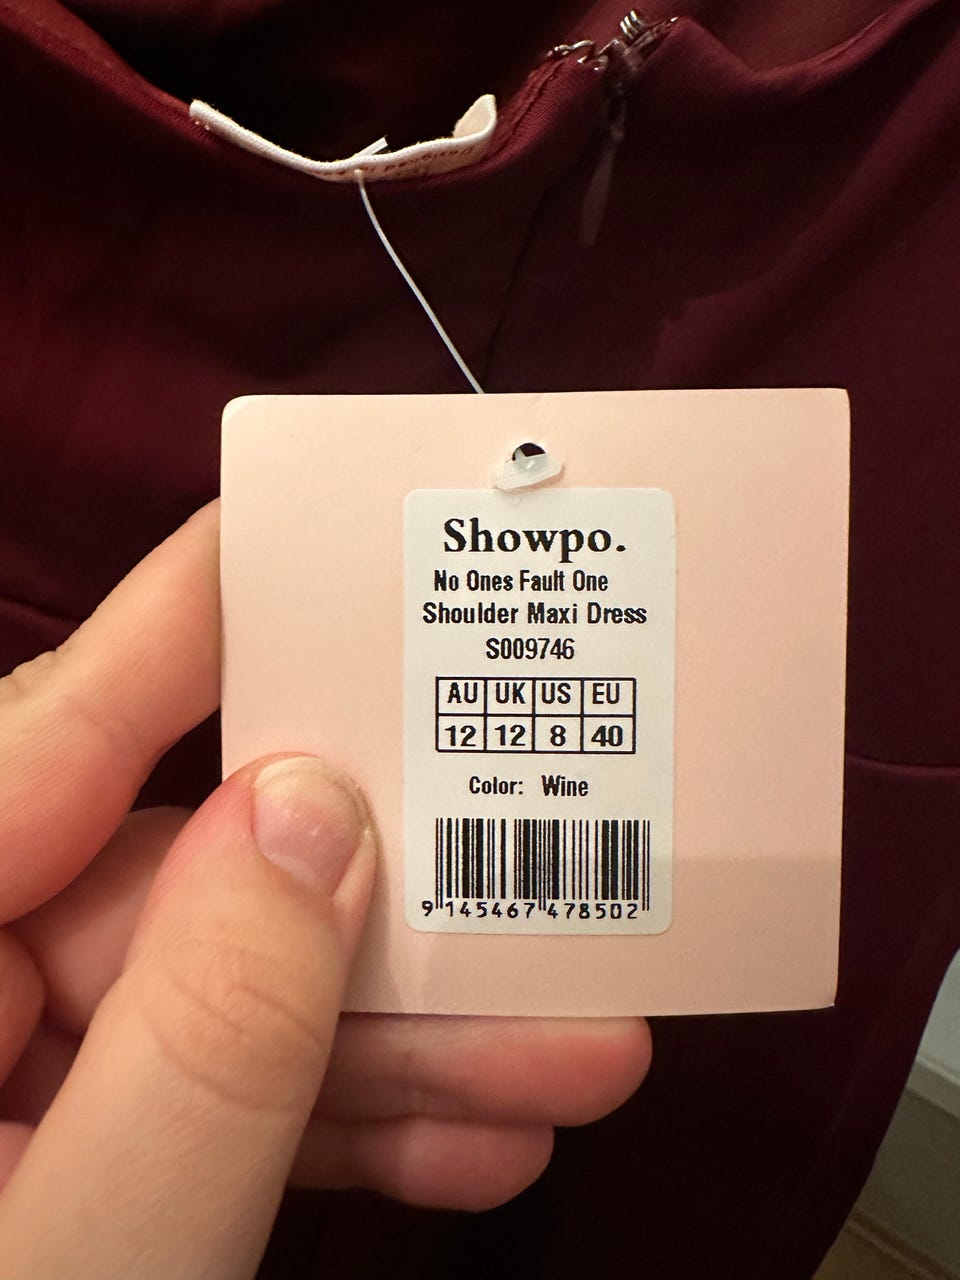 Showpo.
No Ones Fault One
Shoulder Maxi Dress
S009746
AU UK US EU
12 12 8 40
Color: Wine
9 145467 478502